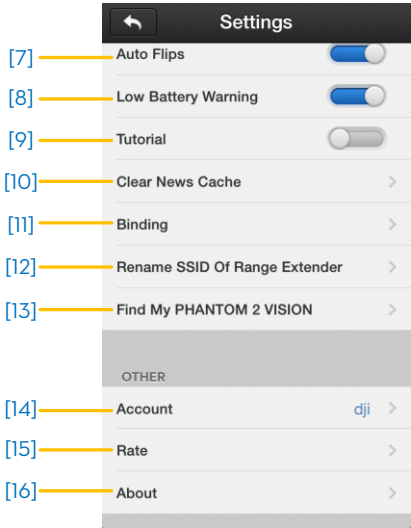 Settings
[7] Auto Flips
[8] Low Battery Warning
[9] Tutorial
[10] Clear News Cache
[11] Binding
[12] Rename SSID Of Range Extender
[13] Find My PHANTOM 2 VISION
OTHER
[14] Account dji
[15] Rate
[16] About